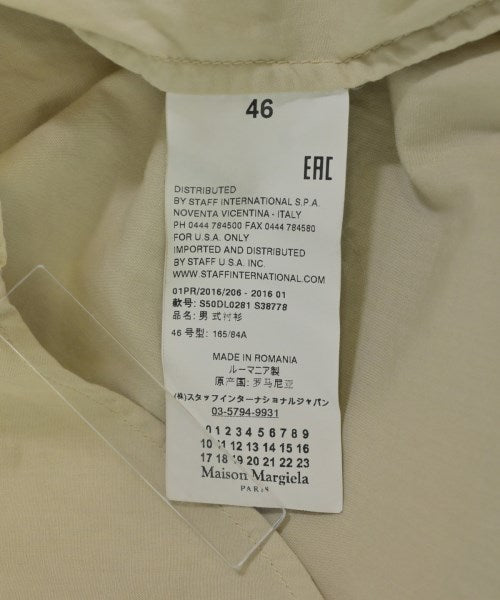 46
EAC
DISTRIBUTED
BY STAFF INTERNATIONAL S.P.A.
NOVENTA VICENTINA - ITALY
PH 0444 784500 FAX 0444 784580
FOR U.S.A. ONLY
IMPORTED AND DISTRIBUTED
BY STAFF U.S.A. INC.
WWW.STAFFINTERNATIONAL.COM
01PR/2016/206 - 2016 01
款号: S50DL0281 S38778
品名: 男式衬衫
46 号型: 165/84A
MADE IN ROMANIA
ルーマニア製
原产国: 罗马尼亚
(株)スタッフインターナショナルジャパン
03-5794-9931
0 1 2 3 4 5 6 7 8 9
10 11 12 13 14 15 16
17 18 19 20 21 22 23
Maison Margiela
PARIS